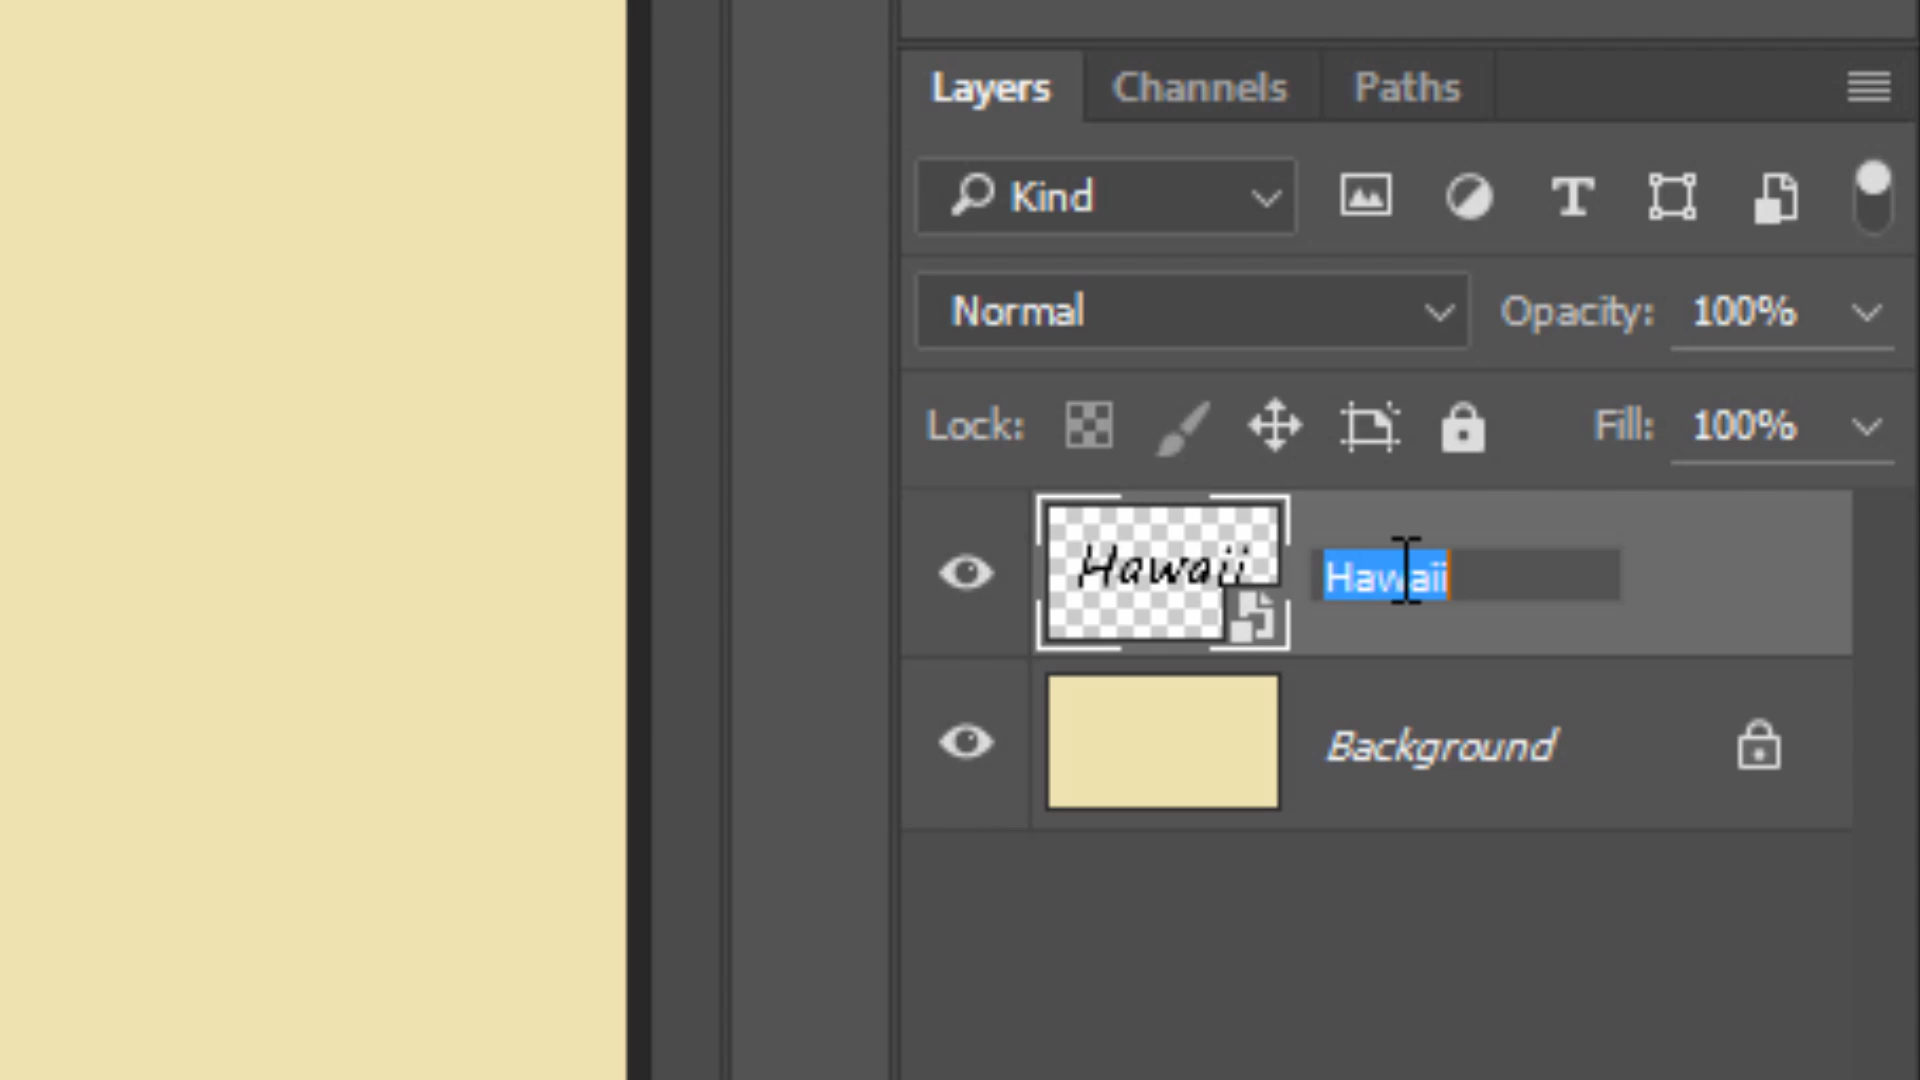 Layers Channels Paths
Kind
Normal Opacity: 100%
Lock: Fill: 100%
Hawaii Hawaii
Background